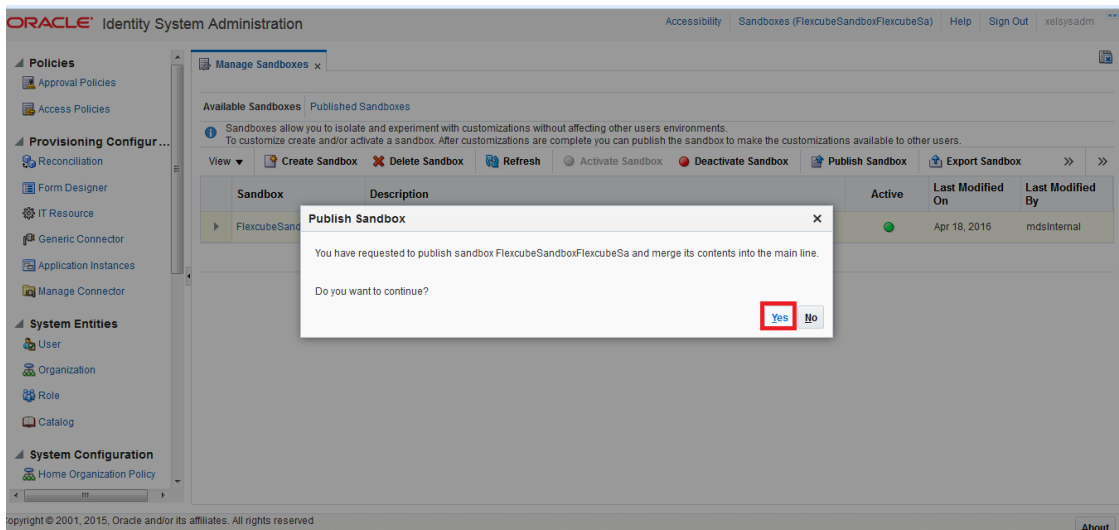 ORACLE® Identity System Administration
Accessibility Sandboxes (FlexcubeSandboxFlexcubeSa) Help Sign Out xelsysadm
Policies
Approval Policies
Access Policies
Provisioning Configur...
Reconciliation
Form Designer
IT Resource
Generic Connector
Application Instances
Manage Connector
System Entities
User
Organization
Role
Catalog
System Configuration
Home Organization Policy
Manage Sandboxes x
Available Sandboxes Published Sandboxes
Sandboxes allow you to isolate and experiment with customizations without affecting other users environments.
To customize create and/or activate a sandbox. After customizations are complete you can publish the sandbox to make the customizations available to other users.
View Create Sandbox Delete Sandbox Refresh Activate Sandbox Deactivate Sandbox Publish Sandbox Export Sandbox » »
Sandbox Description Active Last Modified On Last Modified By
FlexcubeSand Apr 18, 2016 mdsInternal
Publish Sandbox x
You have requested to publish sandbox FlexcubeSandboxFlexcubeSa and merge its contents into the main line.
Do you want to continue?
Yes No
opyright © 2001, 2015, Oracle and/or its affiliates. All rights reserved
About